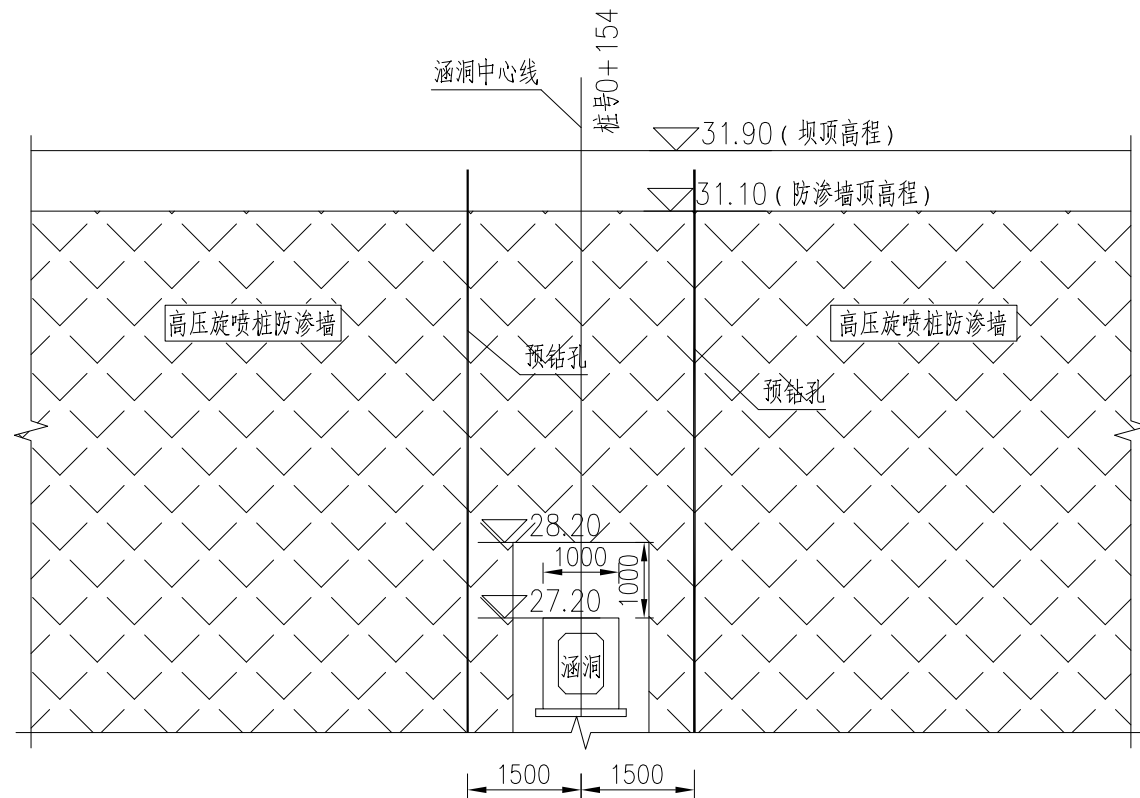 桩号0+154
涵洞中心线
31.90(坝顶高程)
31.10(防渗墙顶高程)
高压旋喷桩防渗墙
高压旋喷桩防渗墙
预钻孔
预钻孔
28.20
1000
1000
27.20
涵洞
1500
1500